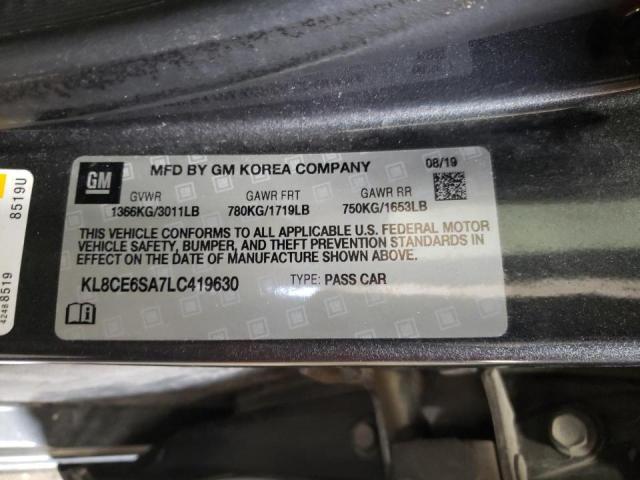 GM
MFD BY GM KOREA COMPANY
08/19
GVWR GAWR FRT GAWR RR
1366KG/3011LB 780KG/1719LB 750KG/1653LB
THIS VEHICLE CONFORMS TO ALL APPLICABLE U.S. FEDERAL MOTOR
VEHICLE SAFETY, BUMPER, AND THEFT PREVENTION STANDARDS IN
EFFECT ON THE DATE OF MANUFACTURE SHOWN ABOVE.
KL8CE6SA7LC419630 TYPE: PASS CAR
8519U
42488519